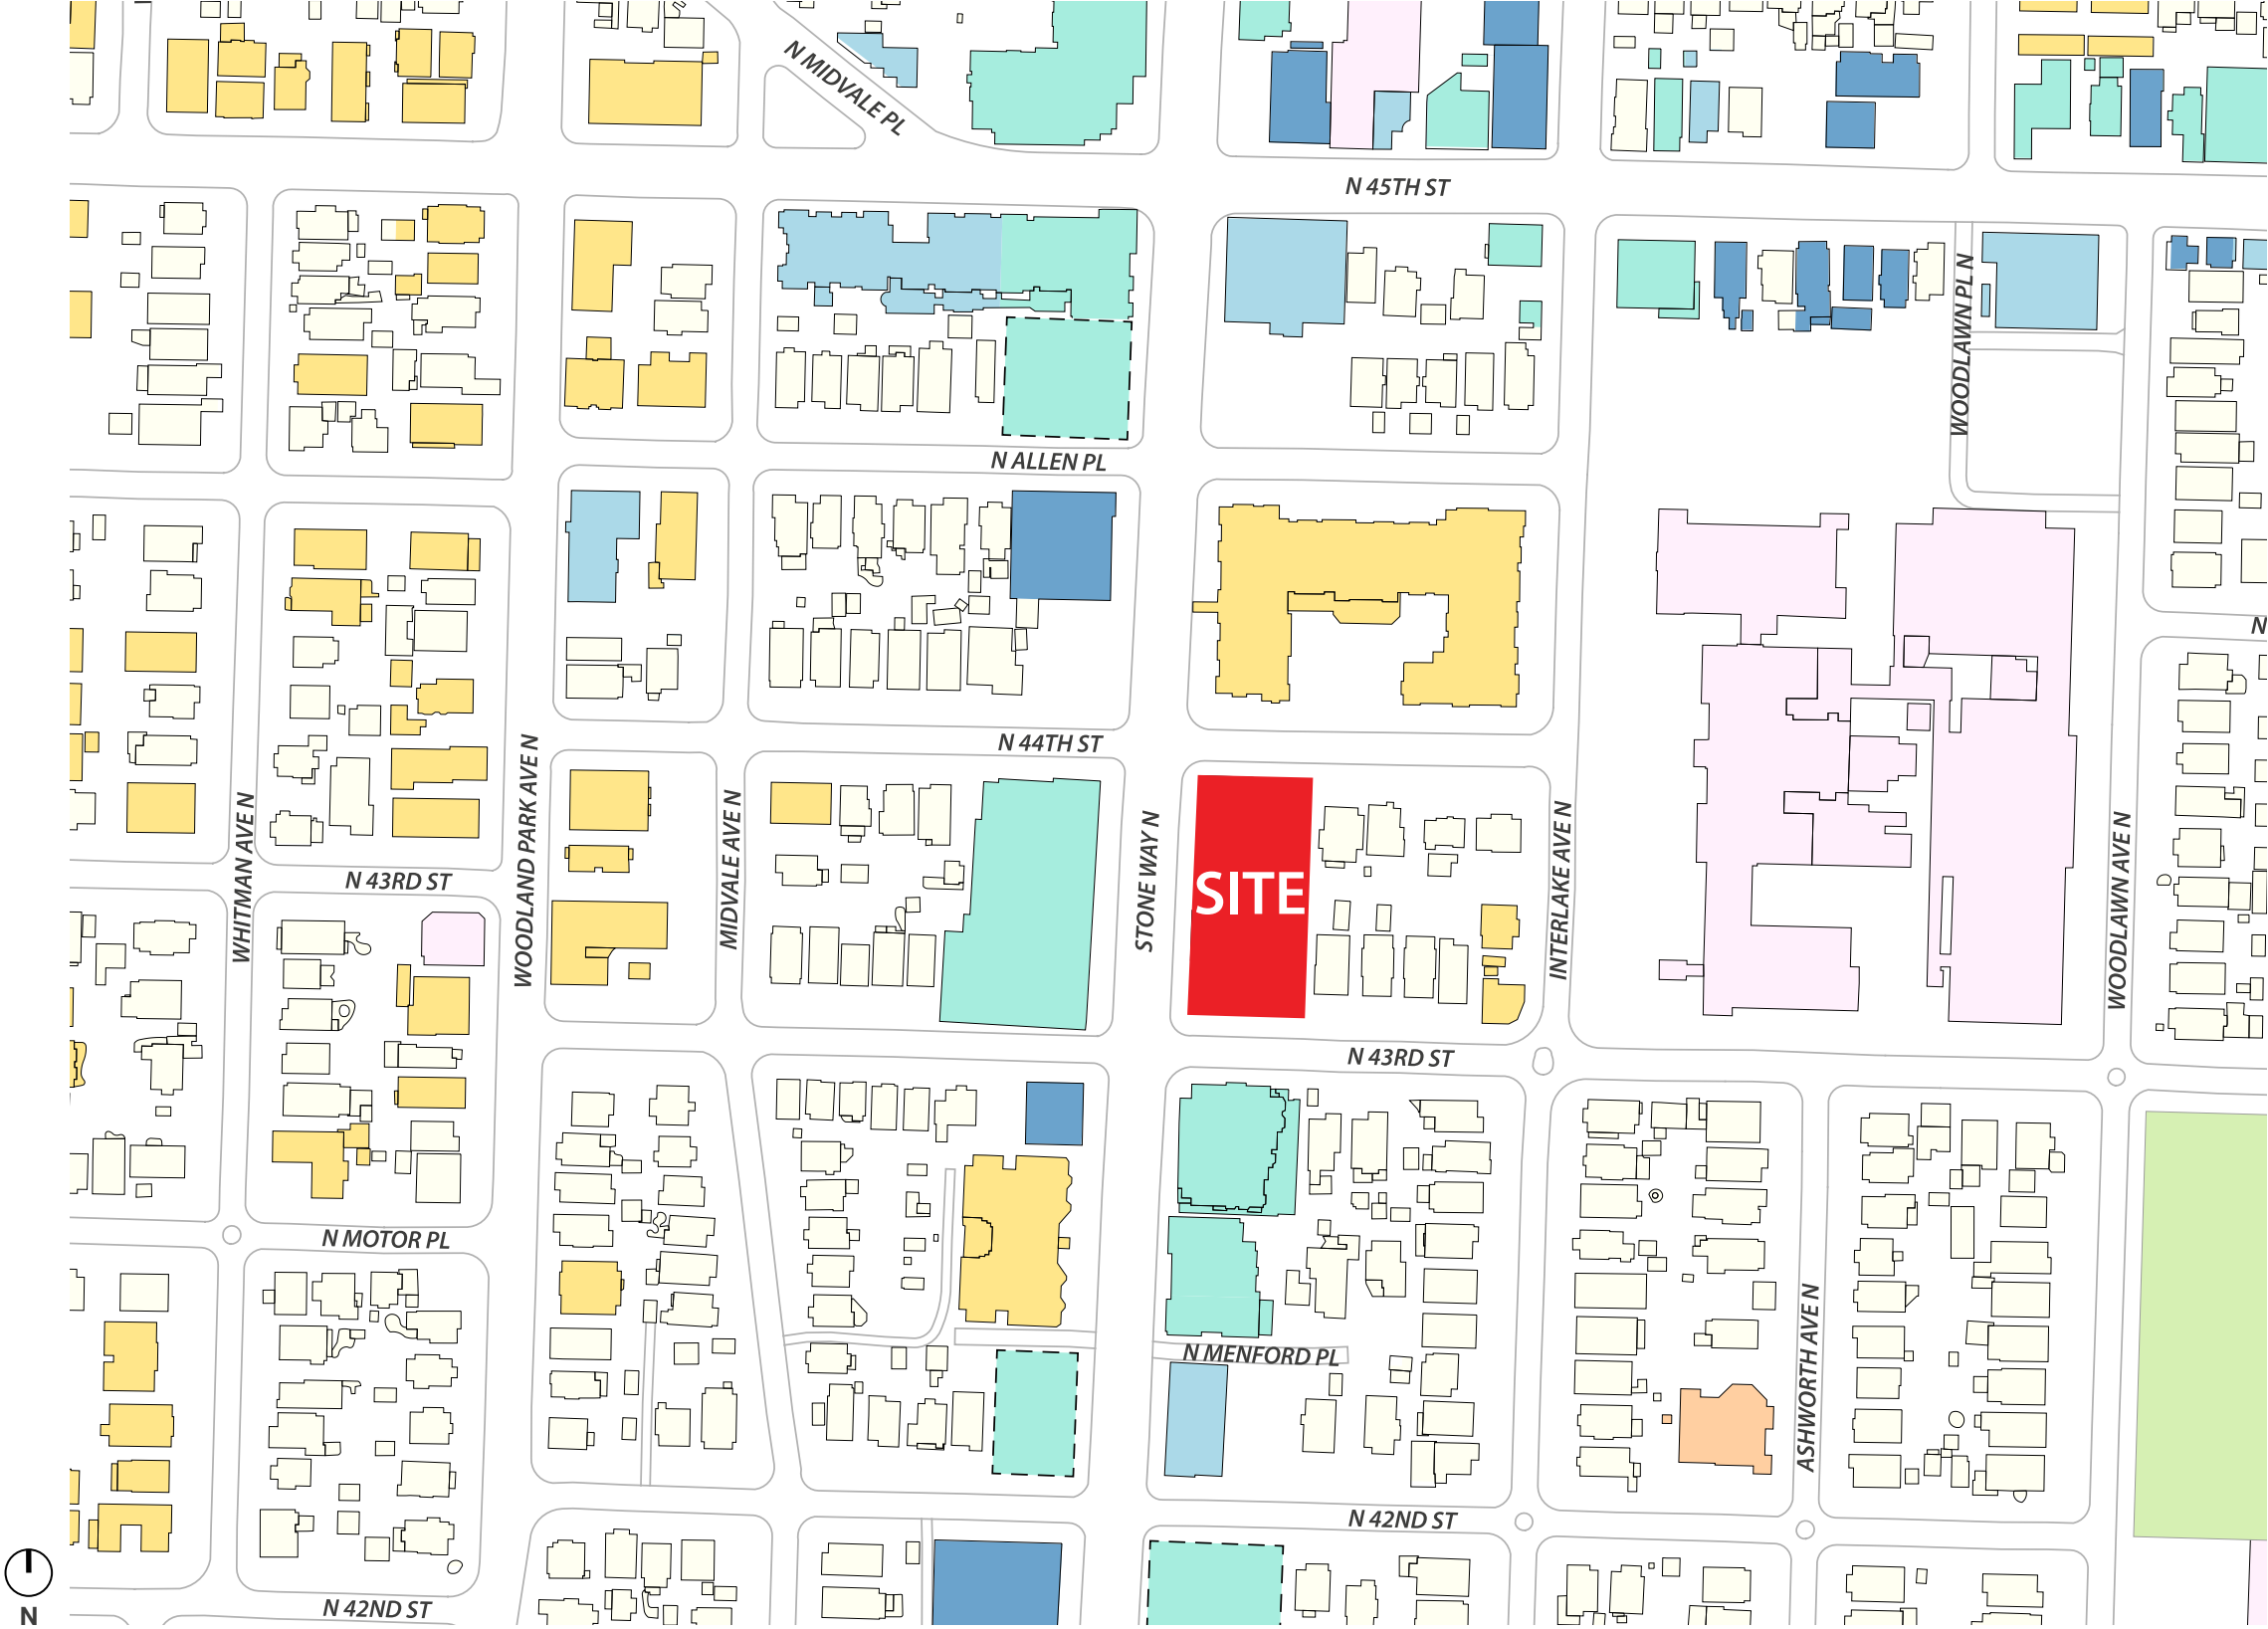 N MIDVALE PL
N 45TH ST
WOODLAWN PL N
N ALLEN PL
N
N 44TH ST
WHITMAN AVE N
WOODLAND PARK AVE N
MIDVALE AVE N
STONE WAY N
SITE
INTERLAKE AVE N
WOODLAWN AVE N
N 43RD ST
N 43RD ST
N MOTOR PL
N MENFORD PL
ASHWORTH AVE N
N 42ND ST
N 42ND ST
N